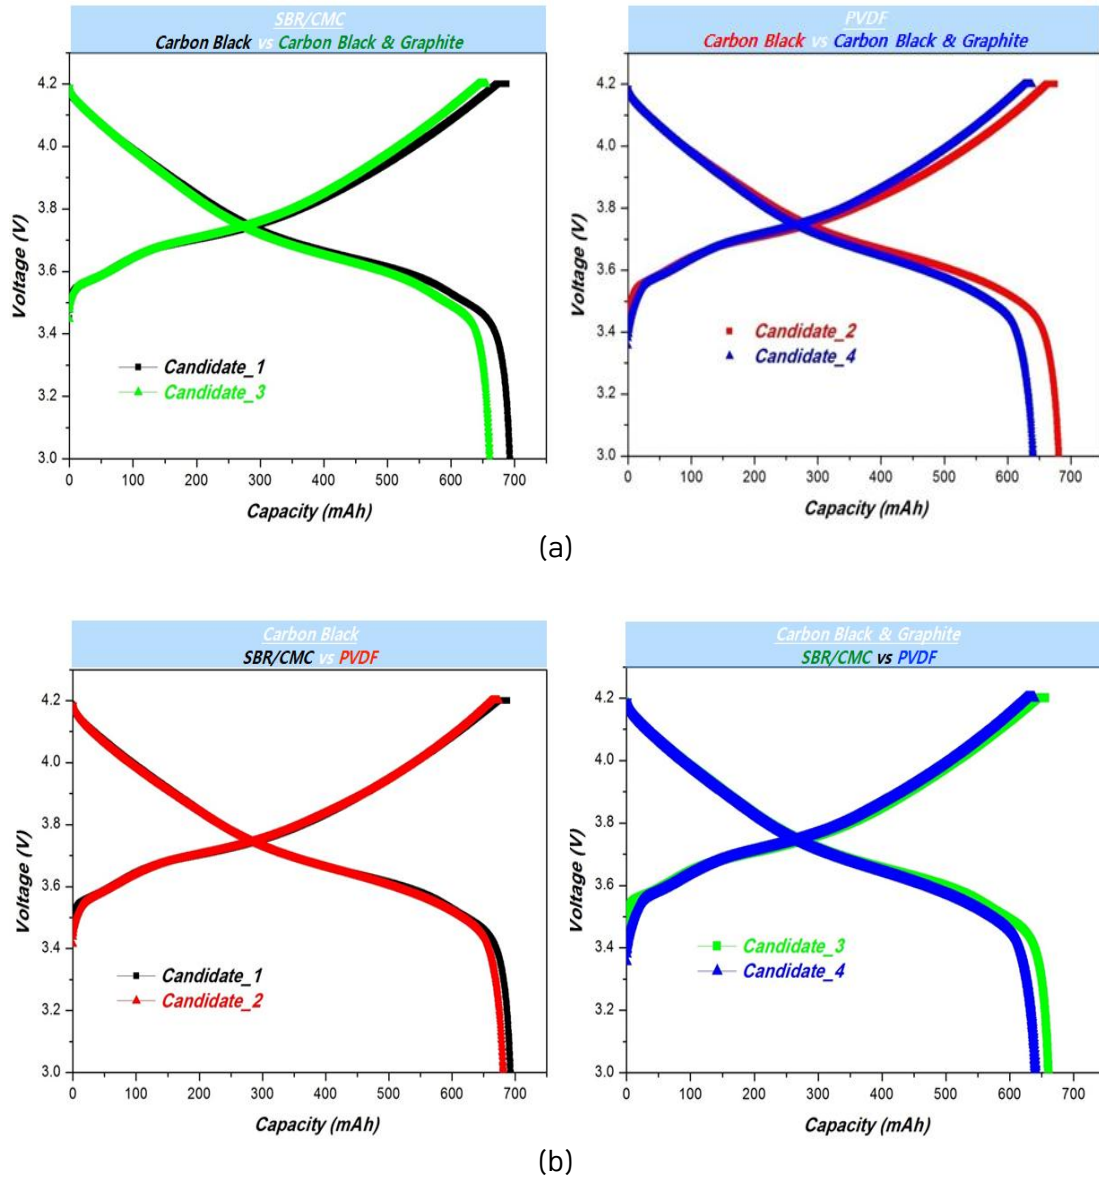 SBR/CMC
Carbon Black vs Carbon Black & Graphite
4.2
4.0
3.8
3.6
3.4
3.2
3.0
Voltage (V)
Candidate_1
Candidate_3
0 100 200 300 400 500 600 700
Capacity (mAh)
PVDF
Carbon Black vs Carbon Black & Graphite
4.2
4.0
3.8
3.6
3.4
3.2
3.0
Voltage (V)
Candidate_2
Candidate_4
0 100 200 300 400 500 600 700
Capacity (mAh)
(a)
Carbon Black
SBR/CMC vs PVDF
4.2
4.0
3.8
3.6
3.4
3.2
3.0
Voltage (V)
Candidate_1
Candidate_2
0 100 200 300 400 500 600 700
Capacity (mAh)
Carbon Black & Graphite
SBR/CMC vs PVDF
4.2
4.0
3.8
3.6
3.4
3.2
3.0
Voltage (V)
Candidate_3
Candidate_4
0 100 200 300 400 500 600 700
Capacity (mAh)
(b)